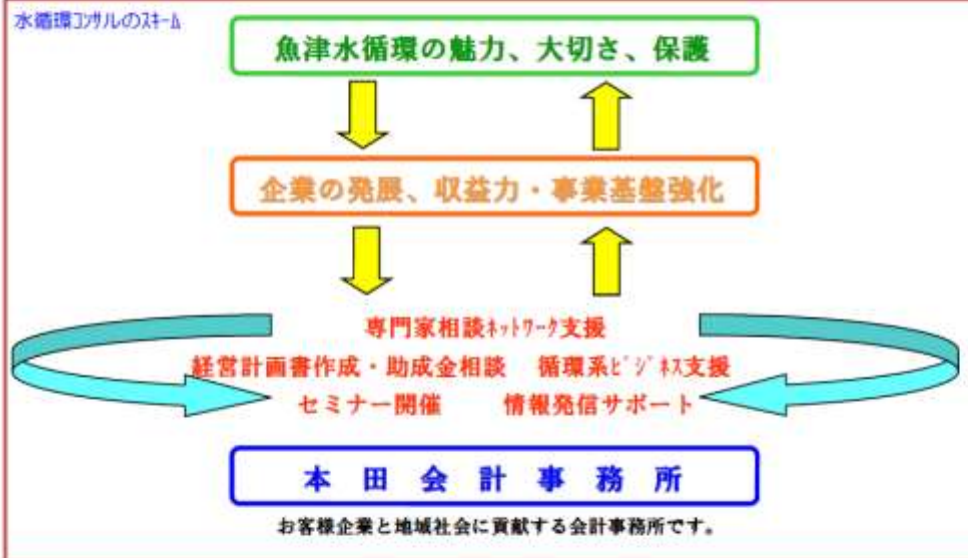 水循環ｺﾝｻﾙのｽｷｰﾑ
魚津水循環の魅力、大切さ、保護
企業の発展、収益力・事業基盤強化
専門家相談ﾈｯﾄﾜｰｸ支援
経営計画書作成・助成金相談　循環系ﾋﾞｼﾞﾈｽ支援
セミナー開催　情報発信サポート
本田会計事務所
お客様企業と地域社会に貢献する会計事務所です。